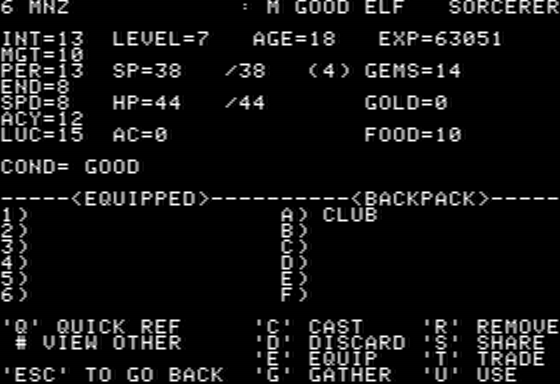 6 MNZ : M GOOD ELF SORCERER
INT=13 LEVEL=7 AGE=18 EXP=63051
MGT=10
PER=13 SP=38 /38 (4) GEMS=14
END=8
SPD=8 HP=44 /44 GOLD=0
ACY=12
LUC=15 AC=0 FOOD=10
COND= GOOD
-----<EQUIPPED>----------<BACKPACK>-----
1) A) CLUB
2) B)
3) C)
4) D)
5) E)
6) F)
'Q' QUICK REF 'C' CAST 'R' REMOVE
# VIEW OTHER 'D' DISCARD 'S' SHARE
'E' EQUIP 'T' TRADE
'ESC' TO GO BACK 'G' GATHER 'U' USE